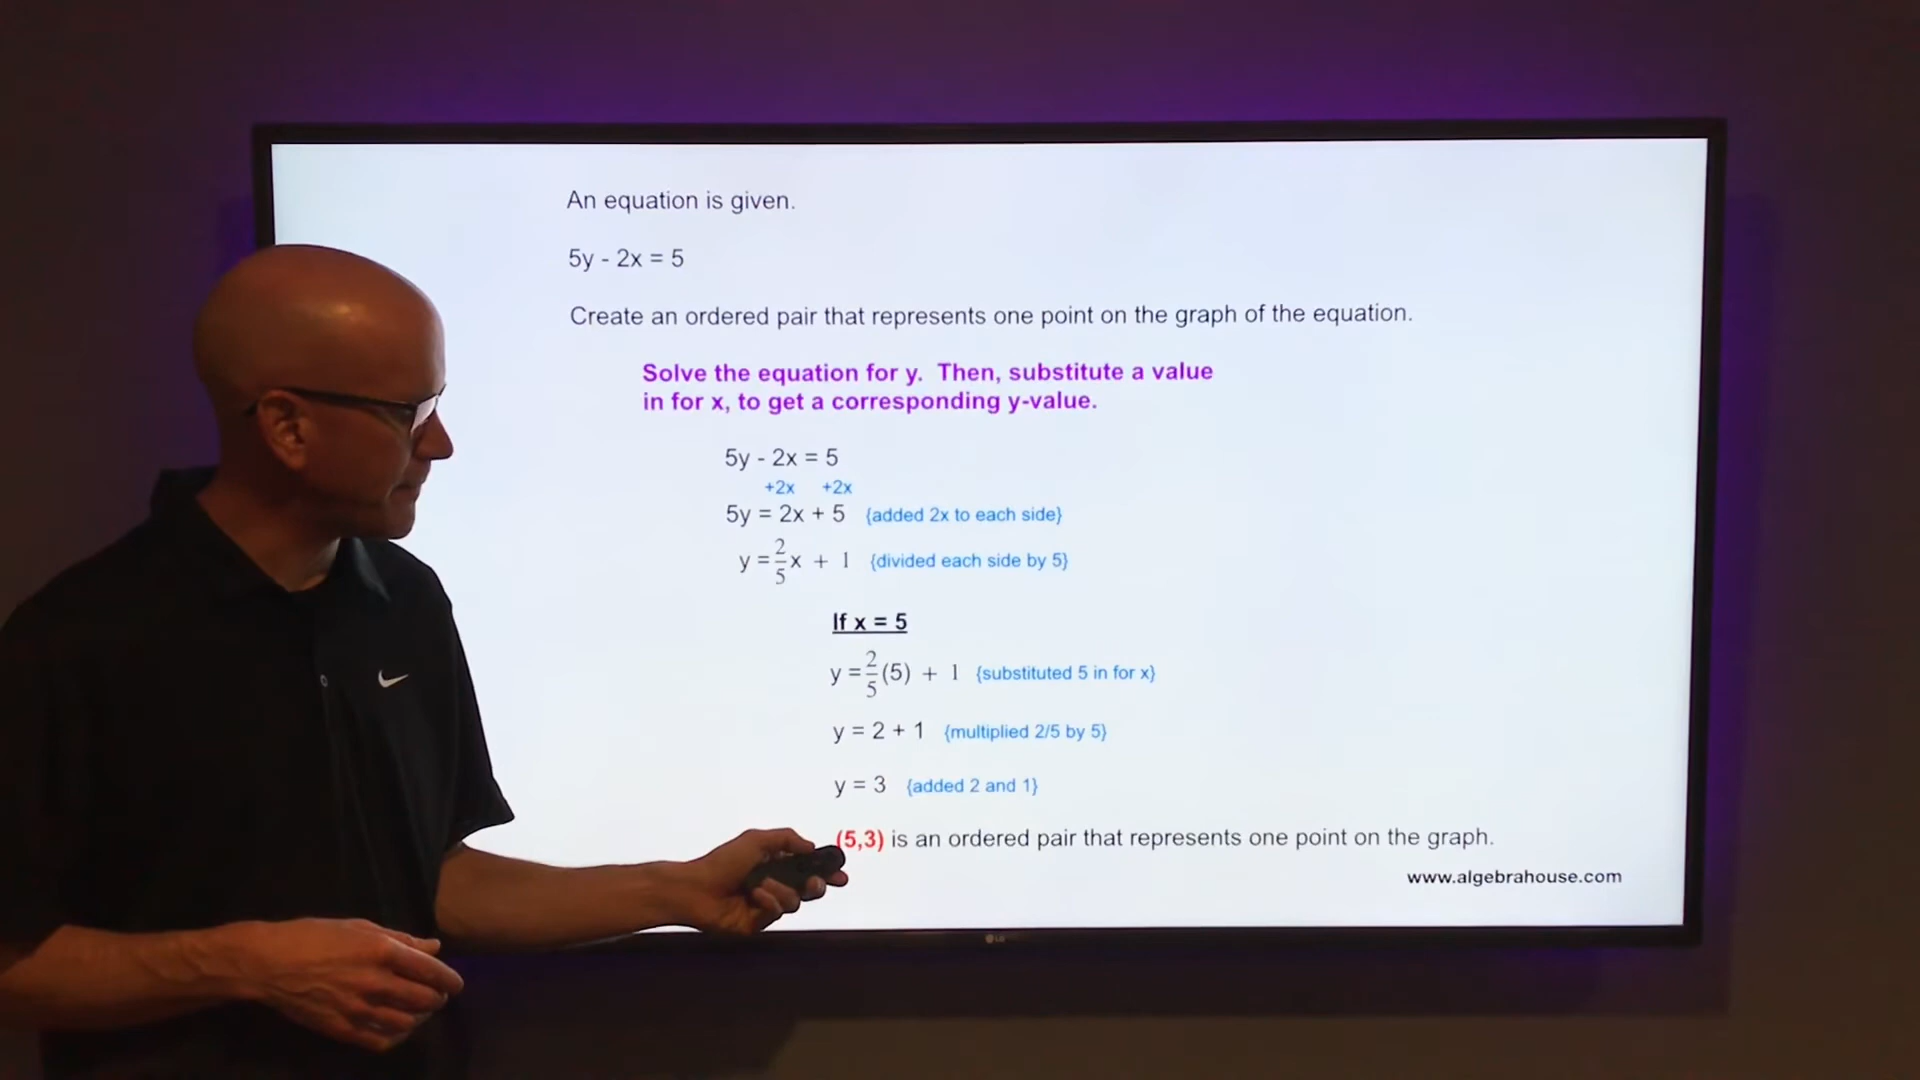 An equation is given.
5y - 2x = 5
Create an ordered pair that represents one point on the graph of the equation.
Solve the equation for y. Then, substitute a value
in for x, to get a corresponding y-value.
5y - 2x = 5
+2x +2x
5y = 2x + 5 {added 2x to each side}
y = 2/5 x + 1 {divided each side by 5}
If x = 5
y = 2/5 (5) + 1 {substituted 5 in for x}
y = 2 + 1 {multiplied 2/5 by 5}
y = 3 {added 2 and 1}
(5,3) is an ordered pair that represents one point on the graph.
www.algebrahouse.com
LG